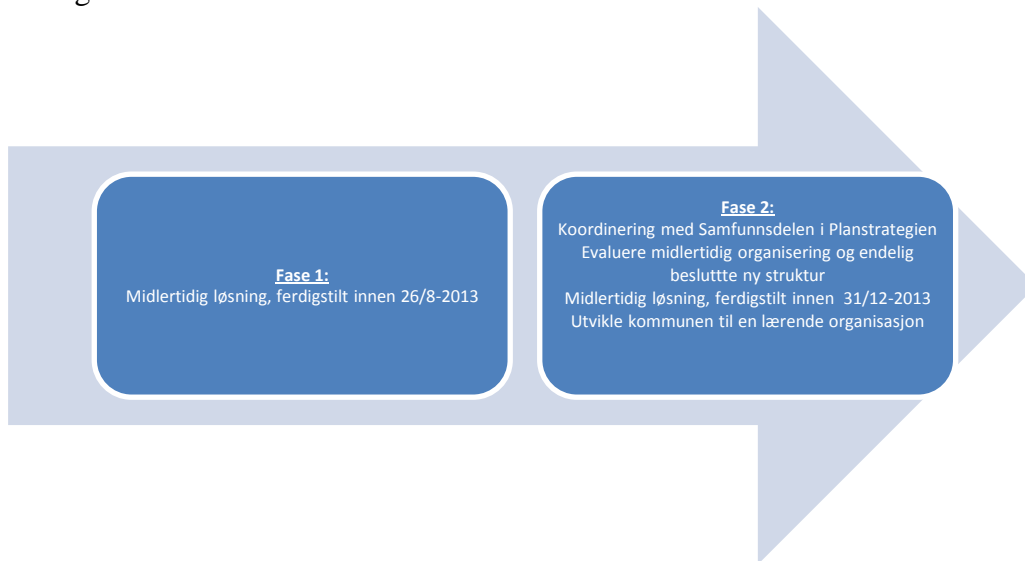 Fase 1:
Midlertidig løsning, ferdigstilt innen 26/8-2013
Fase 2:
Koordinering med Samfunnsdelen i Planstrategien
Evaluere midlertidig organisering og endelig
besluttte ny struktur
Midlertidig løsning, ferdigstilt innen 31/12-2013
Utvikle kommunen til en lærende organisasjon